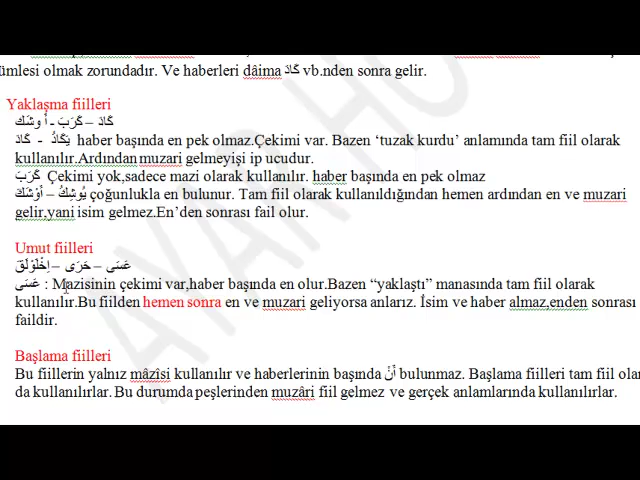 ümlesi olmak zorundadır. Ve haberleri dâima كَادَ vb.nden sonra gelir.
Yaklaşma fiilleri
كَادَ – كَرَبَ - أَوشَك
كَادَ - يَكَادُ haber başında en pek olmaz.Çekimi var. Bazen ‘tuzak kurdu’ anlamında tam fiil olarak
kullanılır.Ardından muzari gelmeyişi ip ucudur.
كَرَبَ Çekimi yok,sadece mazi olarak kullanılır. haber başında en pek olmaz
أَوْشَكَ – يُوشِكُ çoğunlukla en bulunur. Tam fiil olarak kullanıldığından hemen ardından en ve muzari
gelir,yani isim gelmez.En’den sonrası fail olur.
Umut fiilleri
عَسَى – حَرَى – اِخْلَوْلَقَ
عَسَى : Mazisinin çekimi var,haber başında en olur.Bazen “yaklaştı” manasında tam fiil olarak
kullanılır.Bu fiilden hemen sonra en ve muzari geliyorsa anlarız. İsim ve haber almaz,enden sonrası
faildir.
Başlama fiilleri
Bu fiillerin yalnız mâzîsi kullanılır ve haberlerinin başında أَنْ bulunmaz. Başlama fiilleri tam fiil olar
da kullanılırlar. Bu durumda peşlerinden muzâri fiil gelmez ve gerçek anlamlarında kullanılırlar.